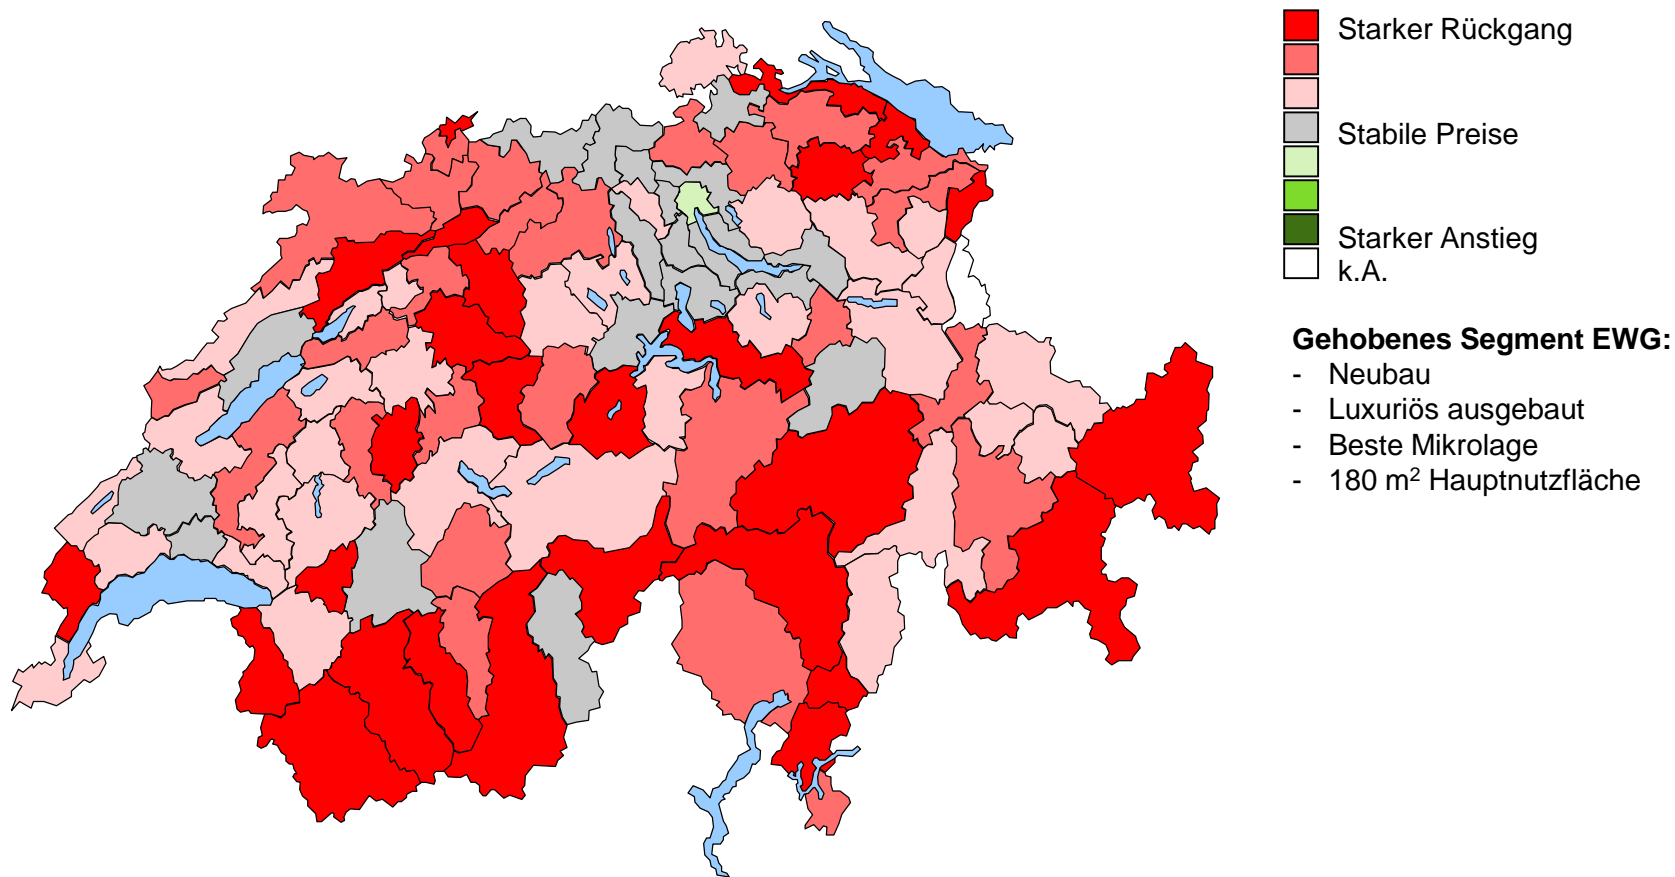 Starker Rückgang
Stabile Preise
Starker Anstieg
k.A.
Gehobenes Segment EWG:
- Neubau
- Luxuriös ausgebaut
- Beste Mikrolage
- 180 m² Hauptnutzfläche